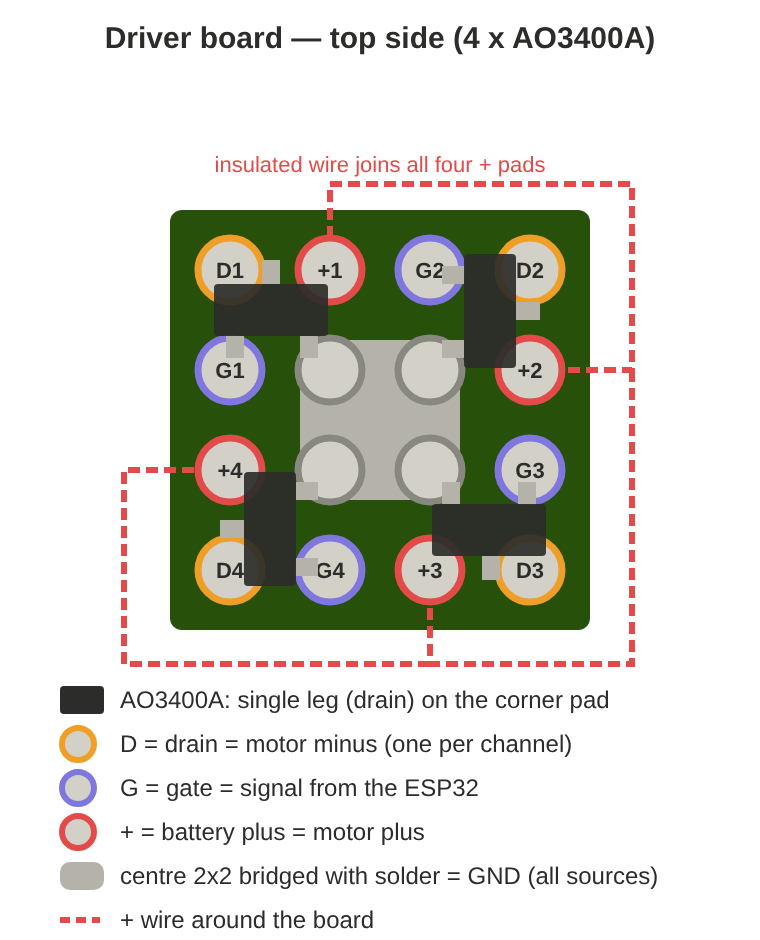 Driver board — top side (4 x AO3400A)
insulated wire joins all four + pads
D1 +1 G2 D2
G1 +2
+4 G3
D4 G4 +3 D3
AO3400A: single leg (drain) on the corner pad
D = drain = motor minus (one per channel)
G = gate = signal from the ESP32
+ = battery plus = motor plus
centre 2x2 bridged with solder = GND (all sources)
+ wire around the board